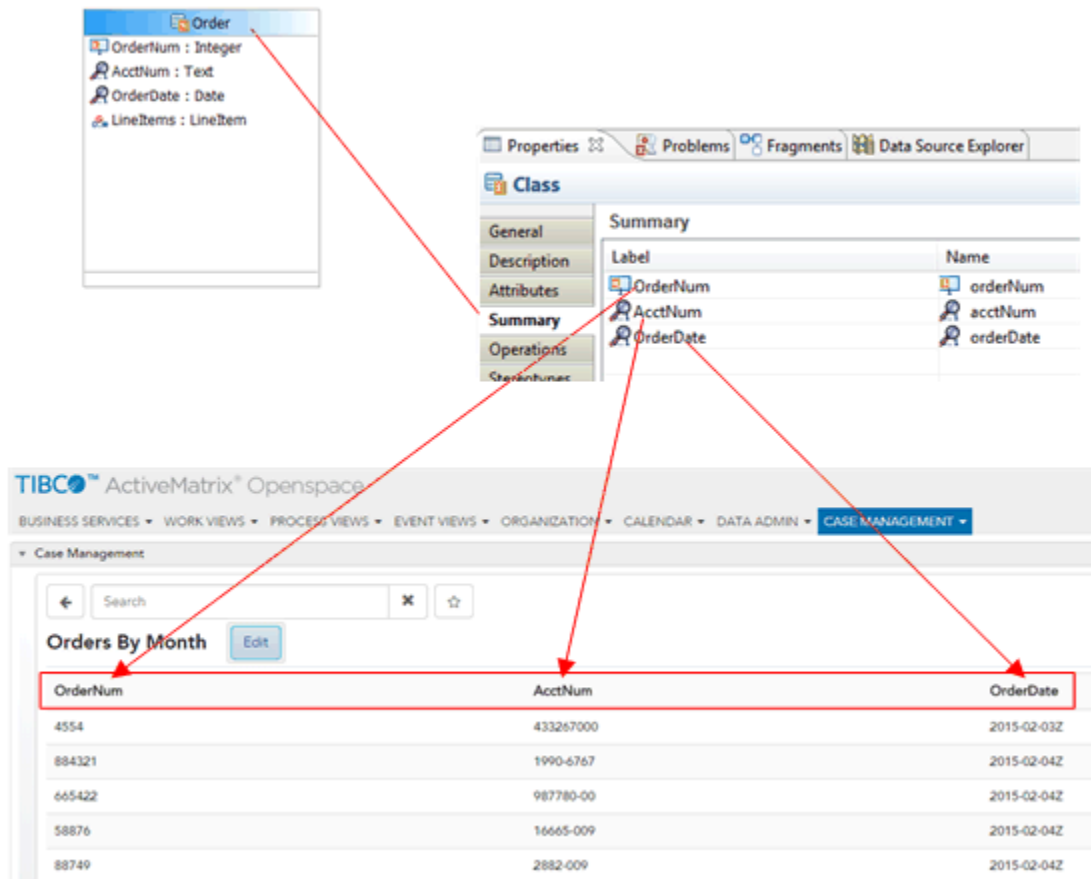 Order
OrderNum : Integer
AcctNum : Text
OrderDate : Date
LineItems : LineItem
Properties Problems Fragments Data Source Explorer
Class
General
Description
Attributes
Summary
Operations
Stereotypes
Summary
Label Name
OrderNum orderNum
AcctNum acctNum
OrderDate orderDate
TIBCO™ ActiveMatrix® Openspace
BUSINESS SERVICES WORK VIEWS PROCESS VIEWS EVENT VIEWS ORGANIZATION CALENDAR DATA ADMIN CASE MANAGEMENT
Case Management
Search
Orders By Month Edit
OrderNum AcctNum OrderDate
4554 433267000 2015-02-03Z
884321 1990-6767 2015-02-04Z
665422 987780-00 2015-02-04Z
58876 16665-009 2015-02-04Z
88749 2882-009 2015-02-04Z